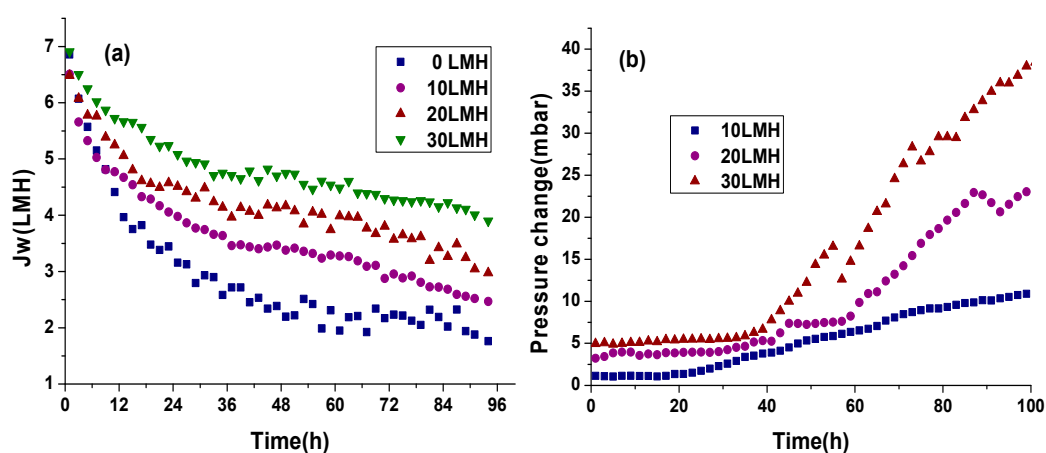 (a)
0 LMH
10LMH
20LMH
30LMH
Jw(LMH)
7
6
5
4
3
2
1
0 12 24 36 48 60 72 84 96
Time(h)
(b)
10LMH
20LMH
30LMH
Pressure change(mbar)
40
35
30
25
20
15
10
5
0
0 20 40 60 80 100
Time(h)